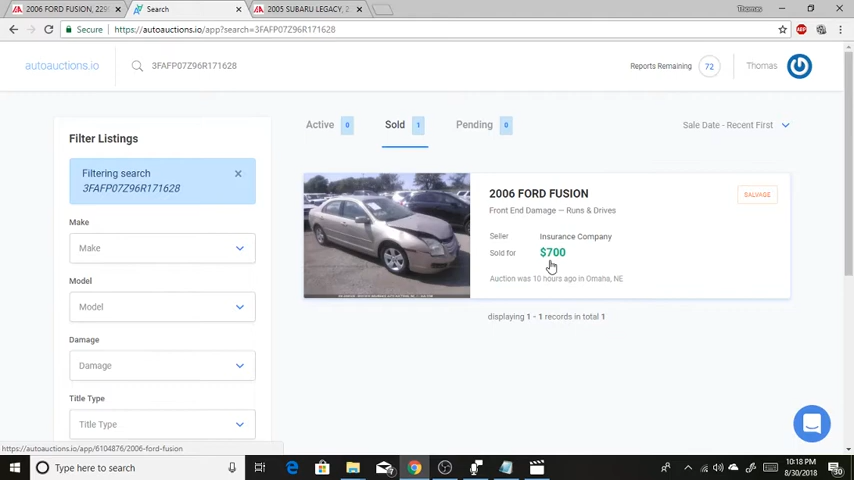 2006 FORD FUSION, 229
Search
2005 SUBARU LEGACY, 2
Thomas
Secure
https://autoauctions.io/app?search=3FAFP07Z96R171628
autoauctions.io
3FAFP07Z96R171628
Reports Remaining
72
Thomas
Filter Listings
Active 0
Sold 1
Pending 0
Sale Date - Recent First
Filtering search
3FAFP07Z96R171628
Make
Make
Model
Model
Damage
Damage
Title Type
Title Type
2006 FORD FUSION
SALVAGE
Front End Damage — Runs & Drives
Seller Insurance Company
Sold for $700
Auction was 10 hours ago in Omaha, NE
displaying 1 - 1 records in total 1
https://autoauctions.io/app/6104876/2006-ford-fusion
Type here to search
10:18 PM
8/30/2018